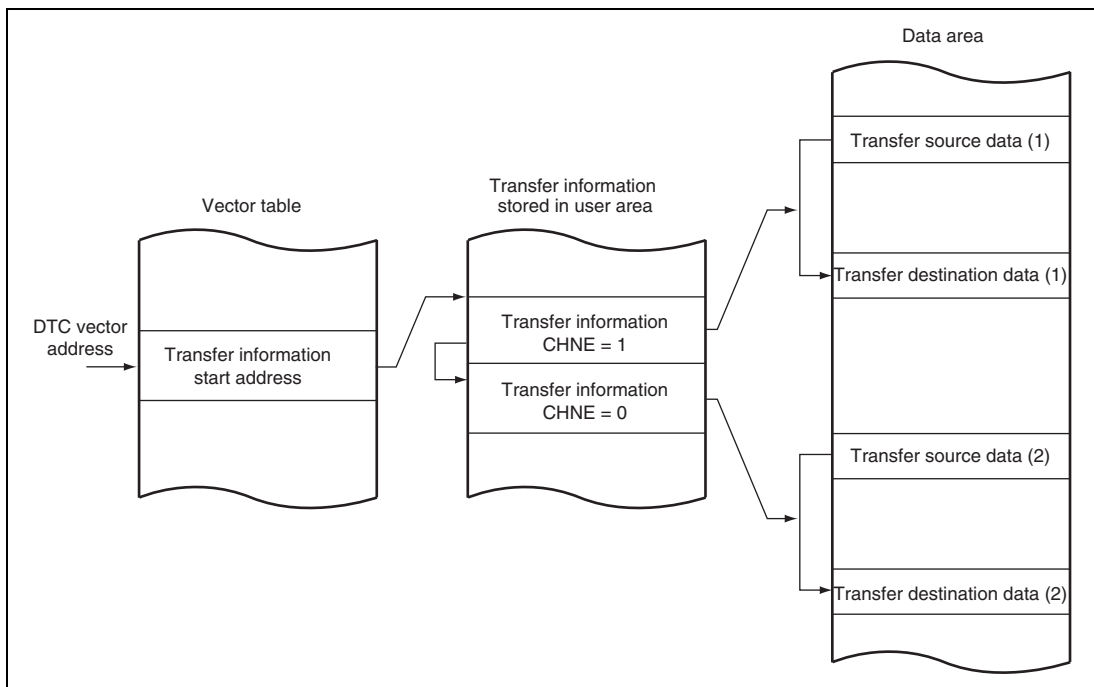 Data area
Transfer source data (1)
Transfer information
stored in user area
Vector table
Transfer destination data (1)
DTC vector
address
Transfer information
start address
Transfer information
CHNE = 1
Transfer information
CHNE = 0
Transfer source data (2)
Transfer destination data (2)